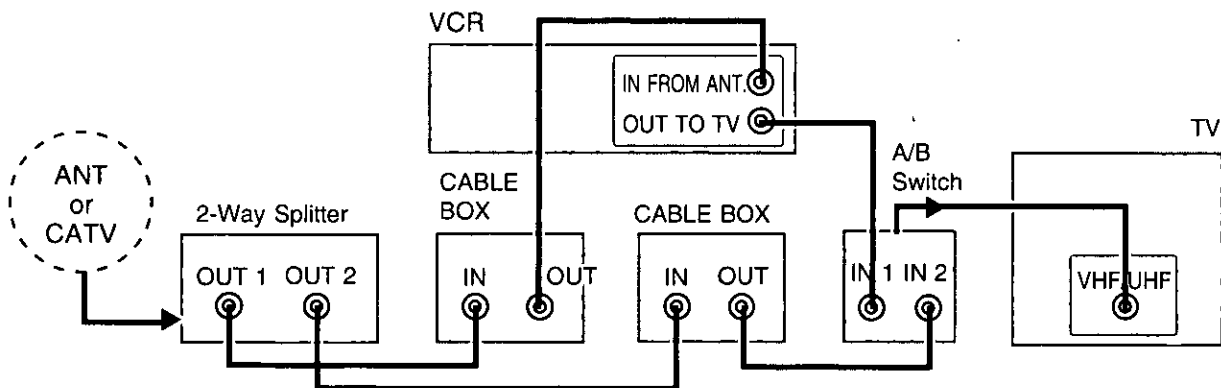 VCR
IN FROM ANT.
OUT TO TV
TV
A/B
Switch
ANT
or
CATV
CABLE
BOX
2-Way Splitter
CABLE BOX
OUT 1 OUT 2
IN OUT
IN OUT
IN 1 IN 2
VHF/UHF